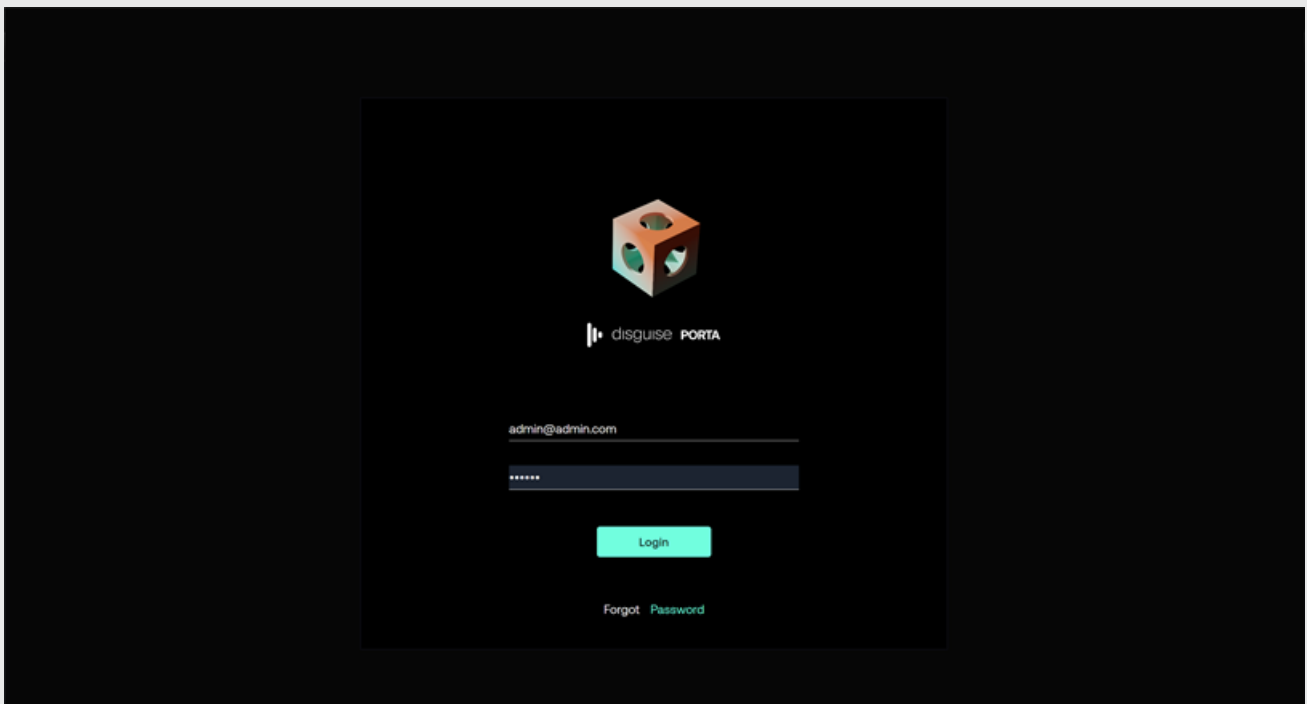 disguise PORTA
admin@admin.com
••••••
Login
Forgot Password